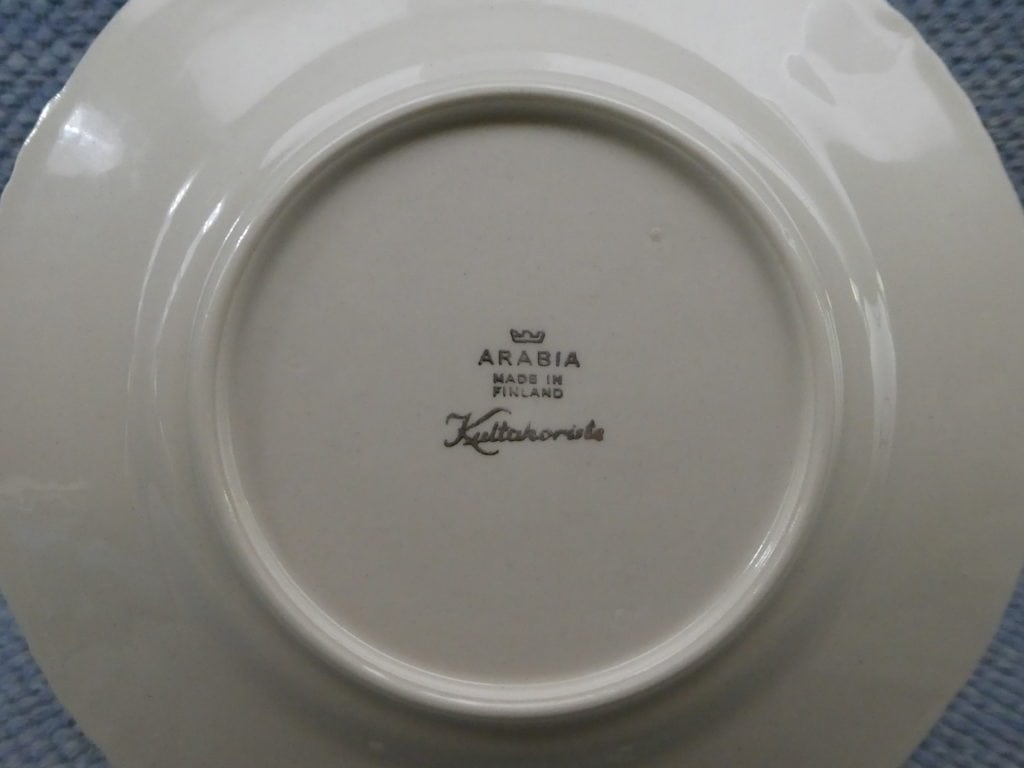 ARABIA
MADE IN
FINLAND
Kultakoriste